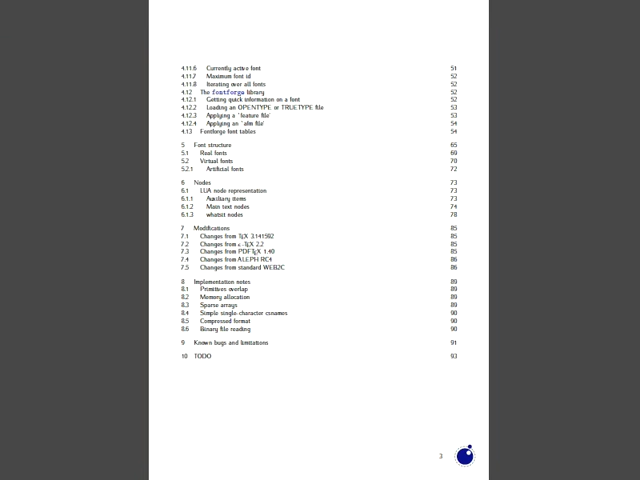 4.11.6 Currently active font 51
4.11.7 Maximum font id 52
4.11.8 Iterating over all fonts 52
4.12 The fontforge library 52
4.12.1 Getting quick information on a font 52
4.12.2 Loading an OPENTYPE or TRUETYPE file 53
4.12.3 Applying a 'feature file' 53
4.12.4 Applying an 'afm file' 54
4.13 Fontforge font tables 54
5 Font structure 65
5.1 Real fonts 69
5.2 Virtual fonts 70
5.2.1 Artificial fonts 72
6 Nodes 73
6.1 LUA node representation 73
6.1.1 Auxiliary items 73
6.1.2 Main text nodes 74
6.1.3 whatsit nodes 78
7 Modifications 85
7.1 Changes from TEX 3.141592 85
7.2 Changes from ε-TEX 2.2 85
7.3 Changes from PDFTEX 1.40 85
7.4 Changes from ALEPH RC4 86
7.5 Changes from standard WEB2C 86
8 Implementation notes 89
8.1 Primitives overlap 89
8.2 Memory allocation 89
8.3 Sparse arrays 89
8.4 Simple single-character csnames 90
8.5 Compressed format 90
8.6 Binary file reading 90
9 Known bugs and limitations 91
10 TODO 93
3